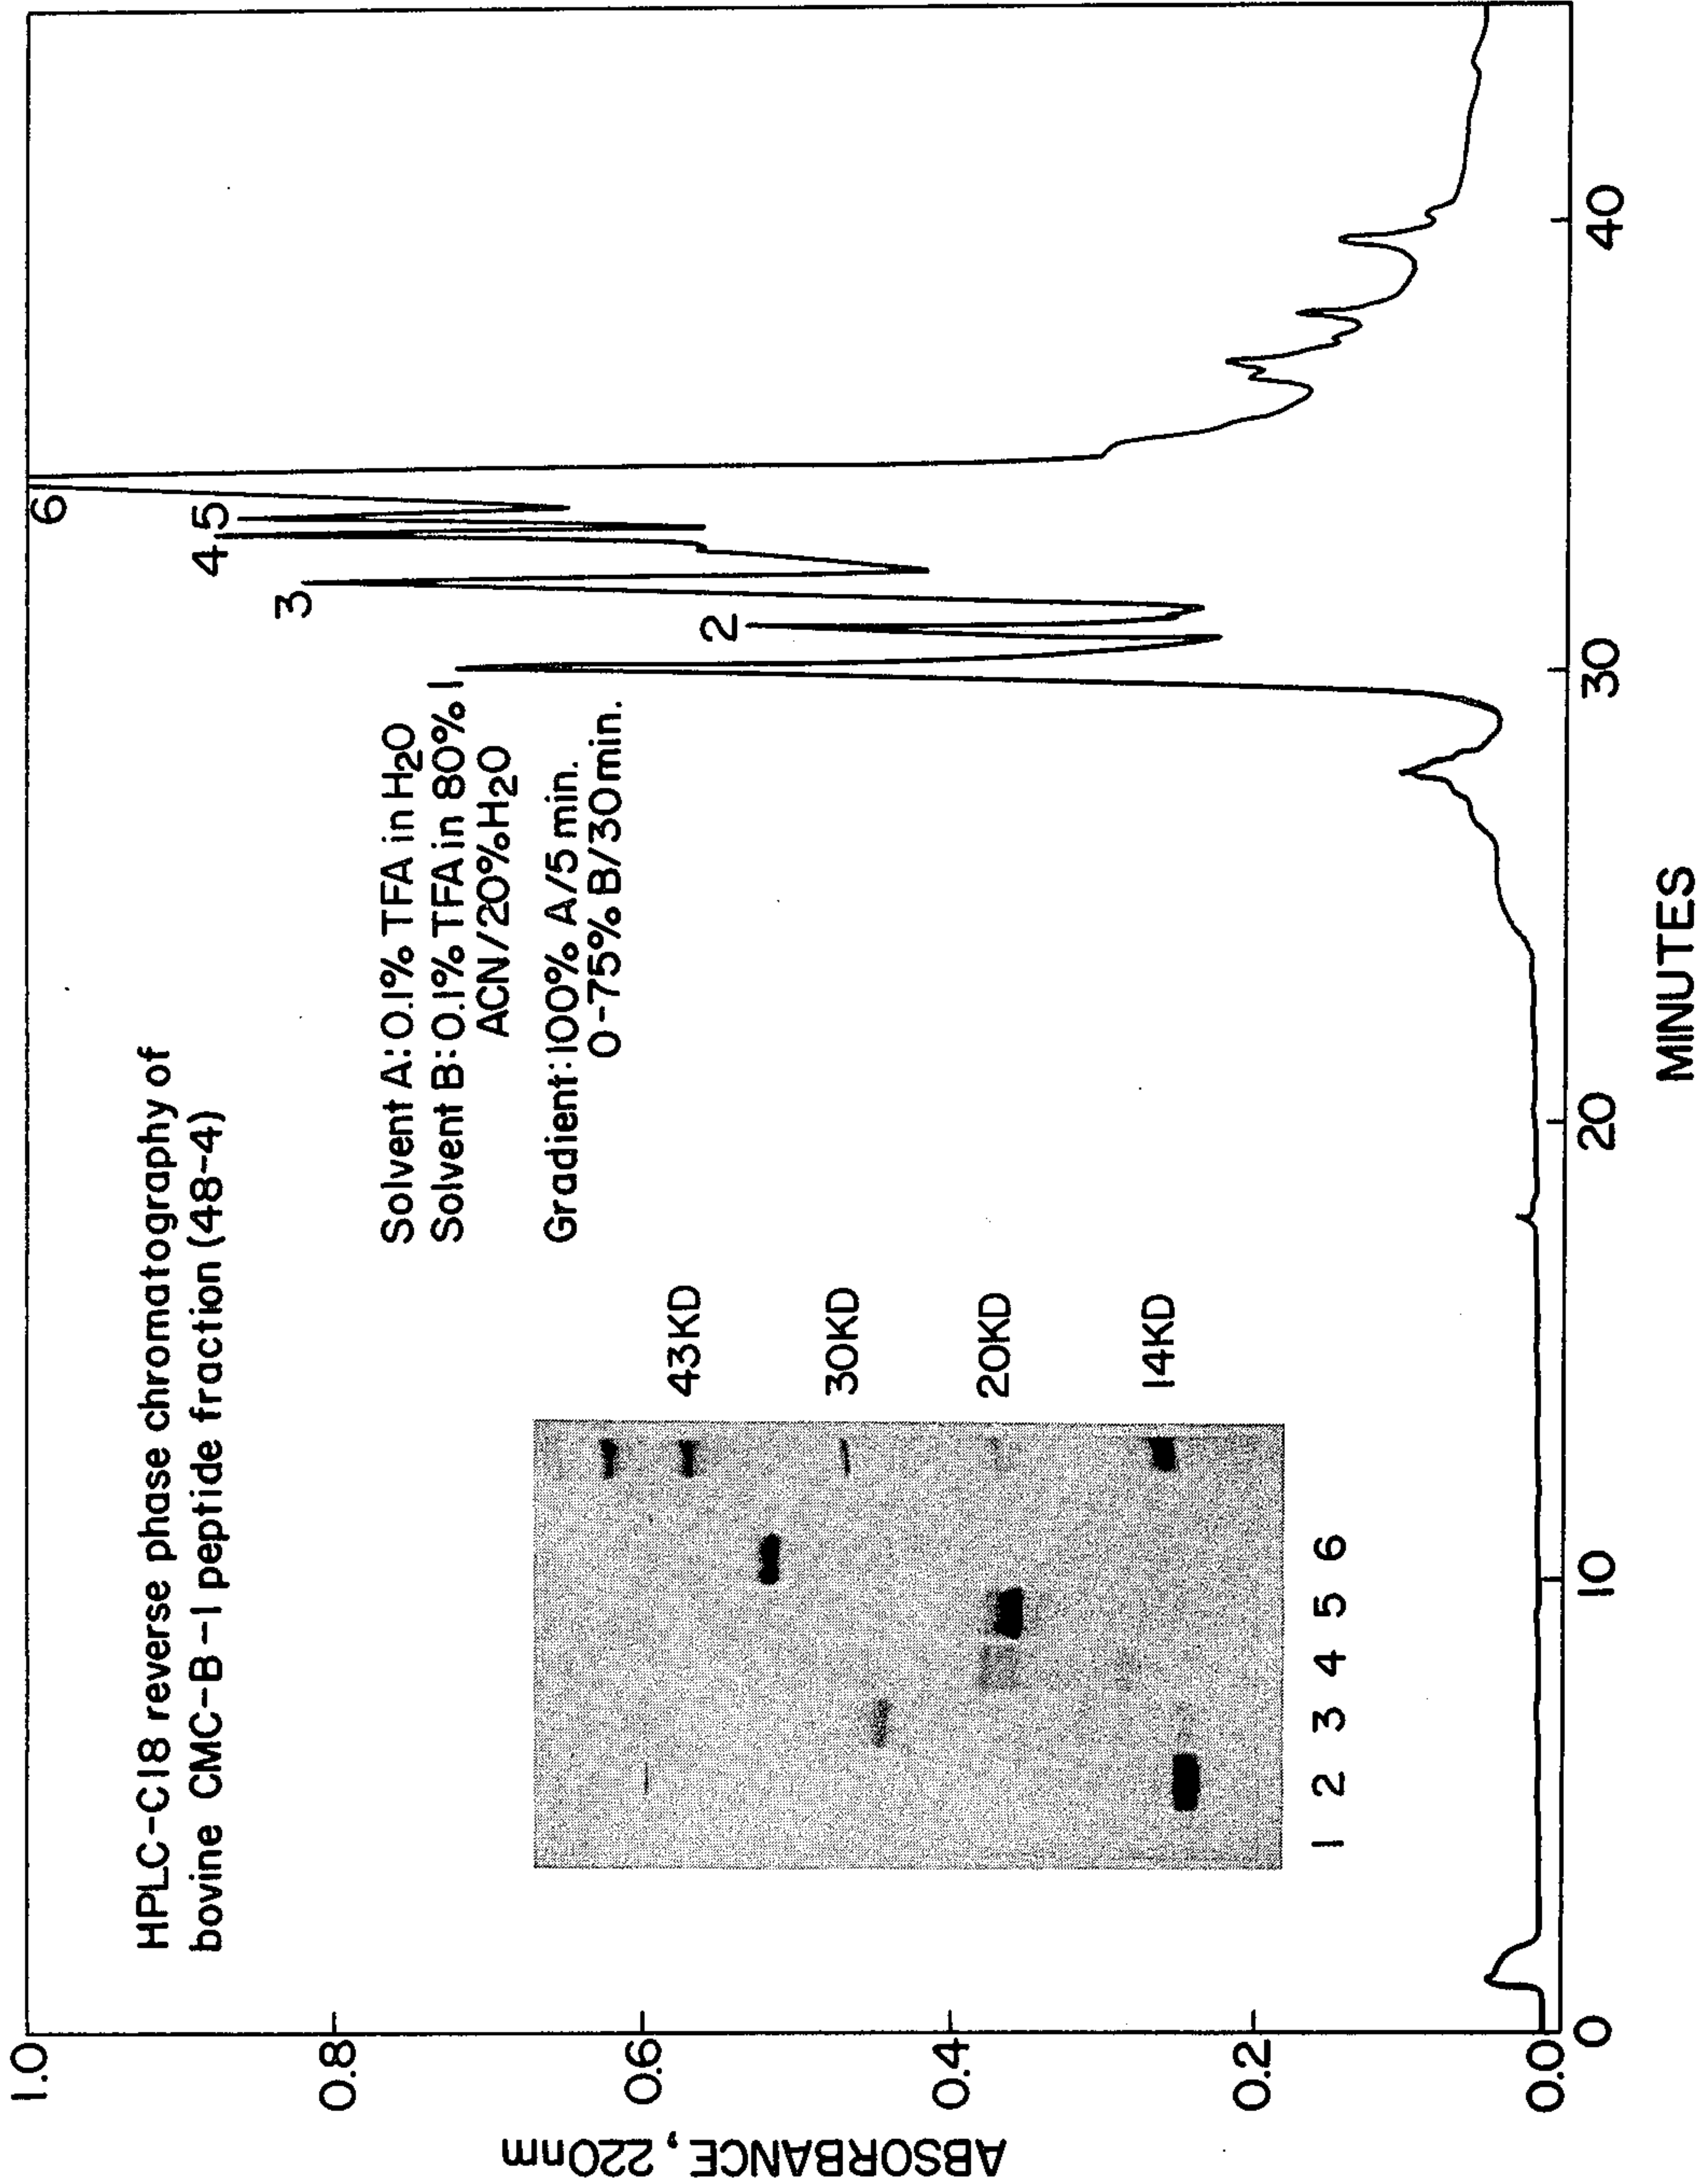 HPLC-C18 reverse phase chromatography of
bovine CMC-B-1 peptide fraction (48-4)
Solvent A: 0.1% TFA in H2O
Solvent B: 0.1% TFA in 80%
ACN/20% H2O
Gradient: 100% A/5 min.
0-75% B/30 min.
1
2
3
4
5
6
43KD
30KD
20KD
14KD
1 2 3 4 5 6
1.0
0.8
0.6
0.4
0.2
0.0
ABSORBANCE, 220nm
0 10 20 30 40
MINUTES